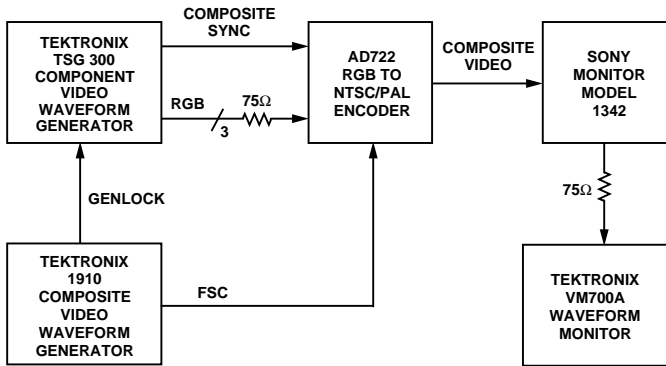 COMPOSITE
SYNC
TEKTRONIX
TSG 300
COMPONENT
VIDEO
WAVEFORM
GENERATOR
RGB
3
75Ω
AD722
RGB TO
NTSC/PAL
ENCODER
COMPOSITE
VIDEO
SONY
MONITOR
MODEL
1342
75Ω
GENLOCK
TEKTRONIX
1910
COMPOSITE
VIDEO
WAVEFORM
GENERATOR
FSC
TEKTRONIX
VM700A
WAVEFORM
MONITOR